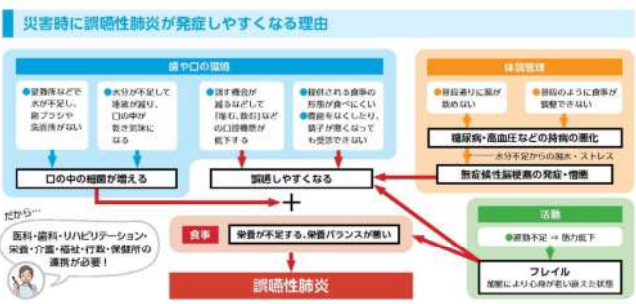 災害時に誤嚥性肺炎が発症しやすくなる理由
歯や口の環境
●避難所などで
水が不足し、
歯ブラシや
洗面所がない
●水分が不足して
唾液が減り、
口の中が
乾き気味に
なる
●話す機会が
減るなどして
「噛む、飲む」など
の口腔機能が
低下する
●提供される食事の
形態が食べにくい
●義歯をなくしたり、
調子が悪くなって
も受診できない
口の中の細菌が増える
誤嚥しやすくなる
+
体調管理
●普段通りに薬が
飲めない
●普段のように食事が
調整できない
糖尿病・高血圧などの持病の悪化
水分不足からの脱水・ストレス
無症候性脳梗塞の発症・増悪
活動
●運動不足 ⇒ 筋力低下
フレイル
加齢により心身が老い衰えた状態
食事
栄養が不足する、栄養バランスが悪い
誤嚥性肺炎
だから…
医科・歯科・リハビリテーション・
栄養・介護・福祉・行政・保健所の
連携が必要!